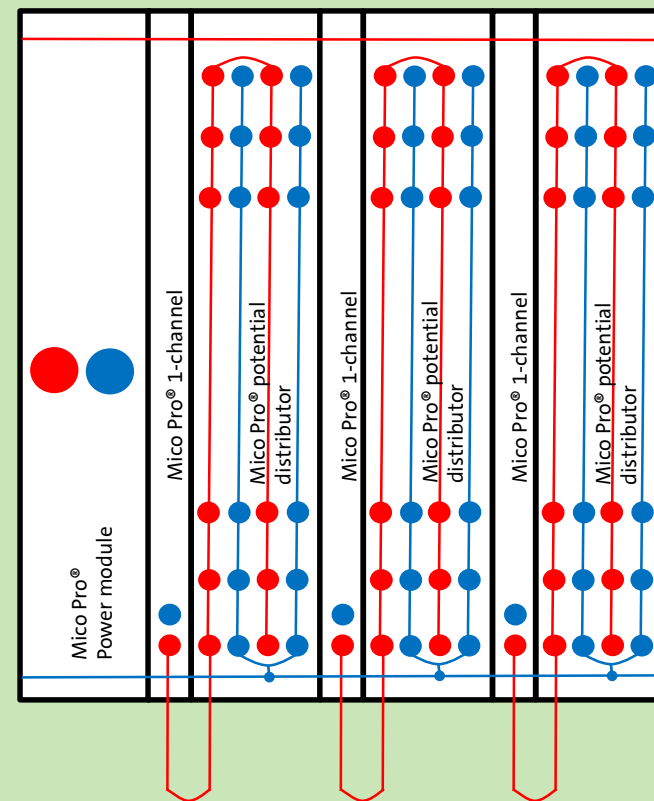 Mico Pro®
Power module
Mico Pro® 1-channel
Mico Pro® potential
distributor
Mico Pro® 1-channel
Mico Pro® potential
distributor
Mico Pro® 1-channel
Mico Pro® potential
distributor